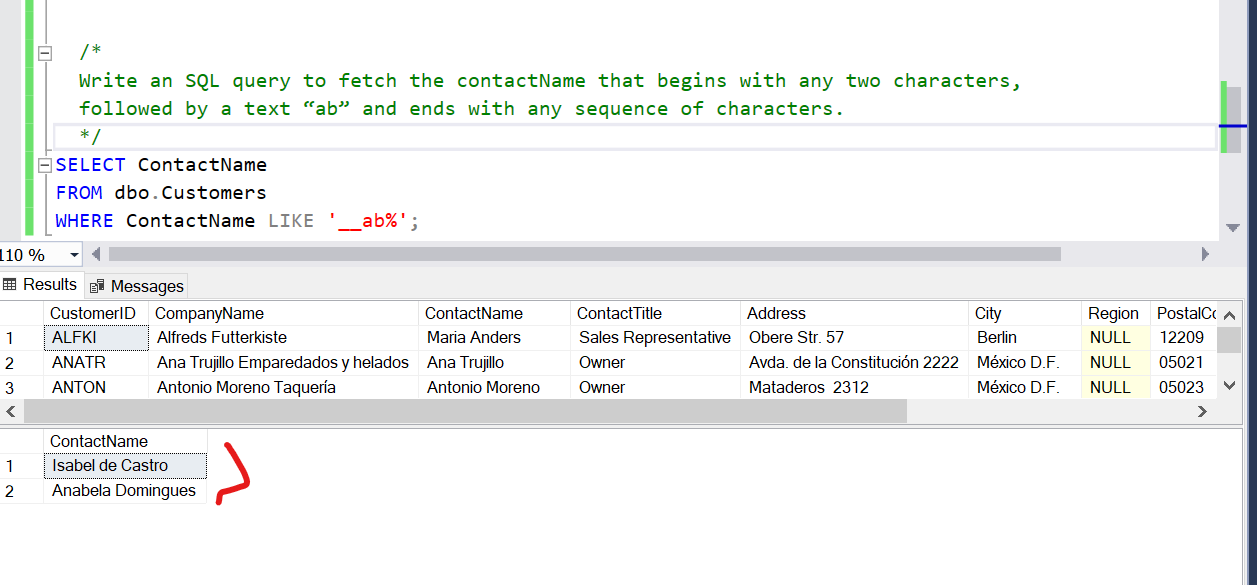 /*
Write an SQL query to fetch the contactName that begins with any two characters,
followed by a text “ab” and ends with any sequence of characters.
*/
SELECT ContactName
FROM dbo.Customers
WHERE ContactName LIKE '__ab%';
110 %
Results Messages
CustomerID CompanyName ContactName ContactTitle Address City Region PostalCo
1 ALFKI Alfreds Futterkiste Maria Anders Sales Representative Obere Str. 57 Berlin NULL 12209
2 ANATR Ana Trujillo Emparedados y helados Ana Trujillo Owner Avda. de la Constitución 2222 México D.F. NULL 05021
3 ANTON Antonio Moreno Taquería Antonio Moreno Owner Mataderos  2312 México D.F. NULL 05023
ContactName
1 Isabel de Castro
2 Anabela Domingues